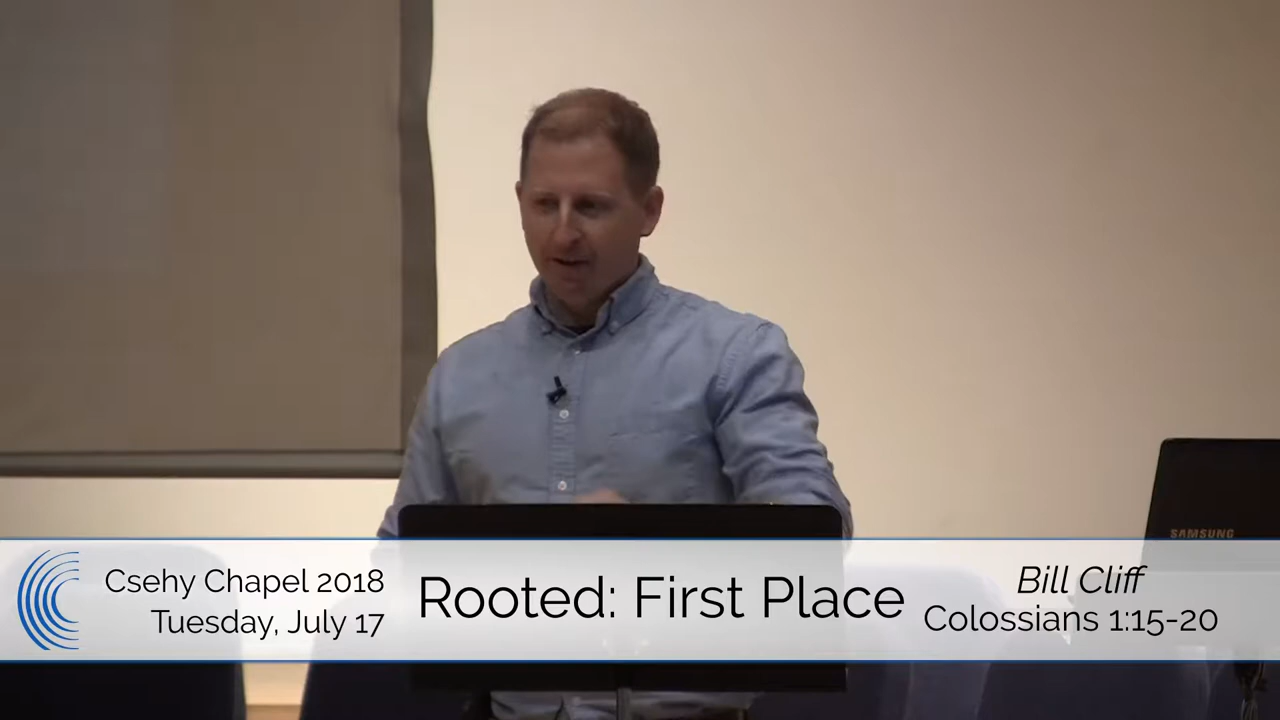 SAMSUNG
Csehy Chapel 2018
Tuesday, July 17
Rooted: First Place
Bill Cliff
Colossians 1:15-20